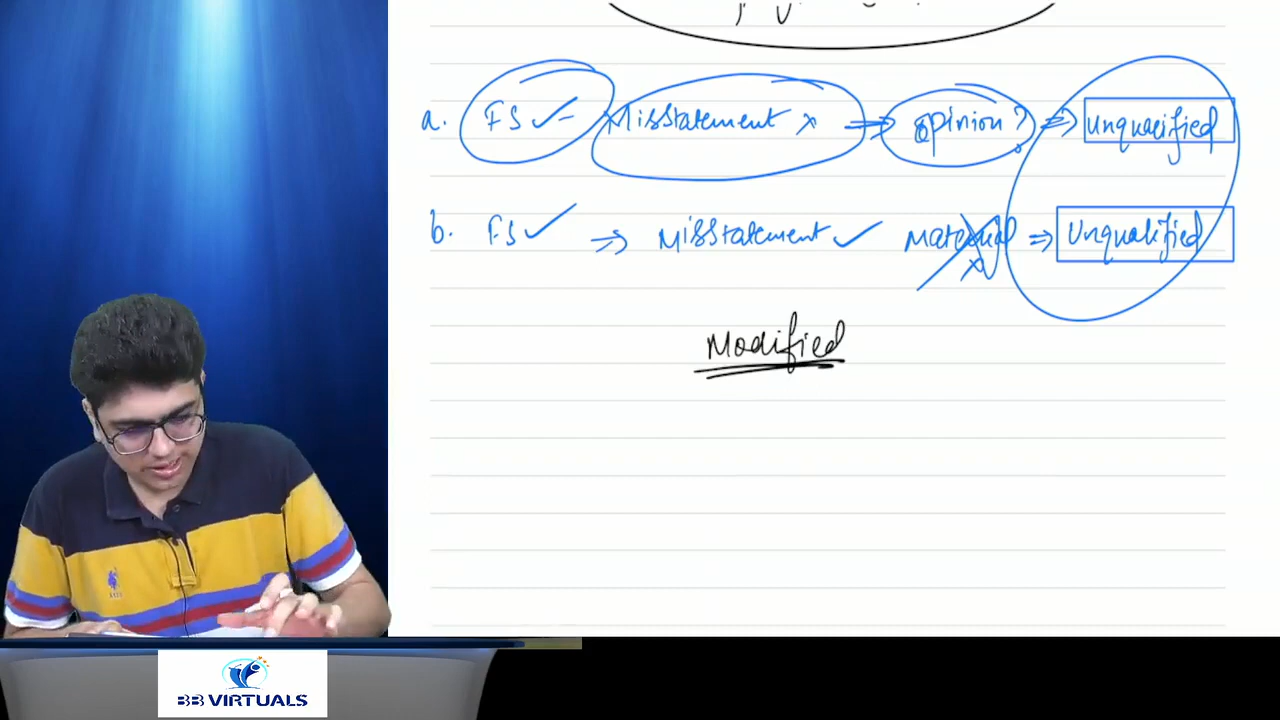 a. FS ✓ Misstatement x ⇒ opinion? ⇒ Unqualified
b. FS ✓ ⇒ Misstatement ✓ Material x ⇒ Unqualified
Modified
BB VIRTUALS